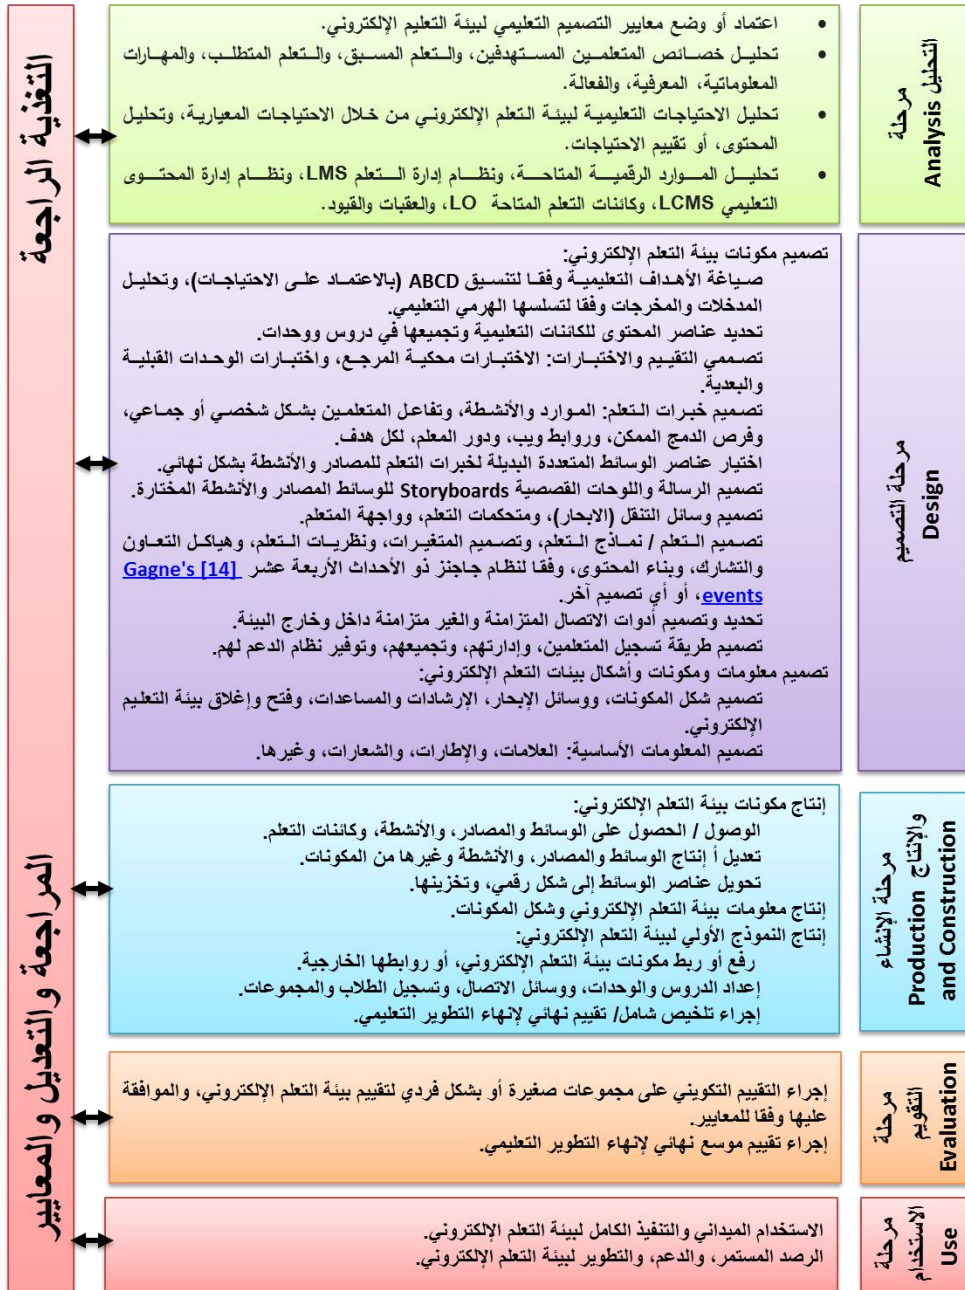 مرحلة
التحليل Analysis
اعتماد أو وضع معايير التصميم التعليمي لبيئة التعليم الإلكتروني.
تحليل خصائص المتعلمين المستهدفين، والتعلم المسبق، والتعلم المتطلب، والمهارات
المعلوماتية، المعرفية، والفعالة.
تحليل الاحتياجات التعليمية لبيئة التعلم الإلكتروني من خلال الاحتياجات المعيارية، وتحليل
المحتوى، أو تقييم الاحتياجات.
تحليل الموارد الرقمية المتاحة، ونظام إدارة التعلم LMS، ونظام إدارة المحتوى
التعليمي LCMS، وكائنات التعلم المتاحة LO، والعقبات والقيود.
مرحلة التصميم
Design
تصميم مكونات بيئة التعلم الإلكتروني:
صياغة الأهداف التعليمية وفقا لتنسيق ABCD (بالاعتماد على الاحتياجات)، وتحليل
المدخلات والمخرجات وفقا لتسلسها الهرمي التعليمي.
تحديد عناصر المحتوى للكائنات التعليمية وتجميعها في دروس ووحدات.
تصممي التقييم والاختبارات: الاختبارات محكية المرجع، واختبارات الوحدات القبلية
والبعدية.
تصميم خبرات التعلم: الموارد والأنشطة، وتفاعل المتعلمين بشكل شخصي أو جماعي،
وفرص الدمج الممكن، وروابط ويب، ودور المعلم، لكل هدف.
اختيار عناصر الوسائط المتعددة البديلة لخبرات التعلم للمصادر والأنشطة بشكل نهائي.
تصميم الرسالة واللوحات القصصية Storyboards للوسائط المصادر والأنشطة المختارة.
تصميم وسائل التنقل (الابحار)، ومتحكمات التعلم، وواجهة المتعلم.
تصميم التعلم / نماذج التعلم، وتصميم المتغيرات، ونظريات التعلم، وهياكل التعاون
والتشارك، وبناء المحتوى، وفقا لنظام جاجنز ذو الأحداث الأربعة عشر Gagne's [14]
events، أو أي تصميم آخر.
تحديد وتصميم أدوات الاتصال المتزامنة والغير متزامنة داخل وخارج البيئة.
تصميم طريقة تسجيل المتعلمين، وإدارتهم، وتجميعهم، وتوفير نظام الدعم لهم.
تصميم معلومات ومكونات وأشكال بيئات التعلم الإلكتروني:
تصميم شكل المكونات، ووسائل الإبحار، الإرشادات والمساعدات، وفتح وإغلاق بيئة التعليم
الإلكتروني.
تصميم المعلومات الأساسية: العلامات، والإطارات، والشعارات، وغيرها.
مرحلة الإنشاء
والإنتاج Production
and Construction
إنتاج مكونات بيئة التعلم الإلكتروني:
الوصول / الحصول على الوسائط والمصادر، والأنشطة، وكائنات التعلم.
تعديل أ إنتاج الوسائط والمصادر، والأنشطة وغيرها من المكونات.
تحويل عناصر الوسائط إلى شكل رقمي، وتخزينها.
إنتاج معلومات بيئة التعلم الإلكتروني وشكل المكونات.
إنتاج النموذج الأولي لبيئة التعلم الإلكتروني:
رفع أو ربط مكونات بيئة التعلم الإلكتروني، أو روابطها الخارجية.
إعداد الدروس والوحدات، ووسائل الاتصال، وتسجيل الطلاب والمجموعات.
إجراء تلخيص شامل/ تقييم نهائي لإنهاء التطوير التعليمي.
مرحلة
التقويم
Evaluation
إجراء التقييم التكويني على مجموعات صغيرة أو بشكل فردي لتقييم بيئة التعلم الإلكتروني، والموافقة
عليها وفقا للمعايير.
إجراء تقييم موسع نهائي لإنهاء التطوير التعليمي.
مرحلة
الاستخدام
Use
الاستخدام الميداني والتنفيذ الكامل لبيئة التعلم الإلكتروني.
الرصد المستمر، والدعم، والتطوير لبيئة التعلم الإلكتروني.
التغذية الراجعة
المراجعة والتعديل والمعايير